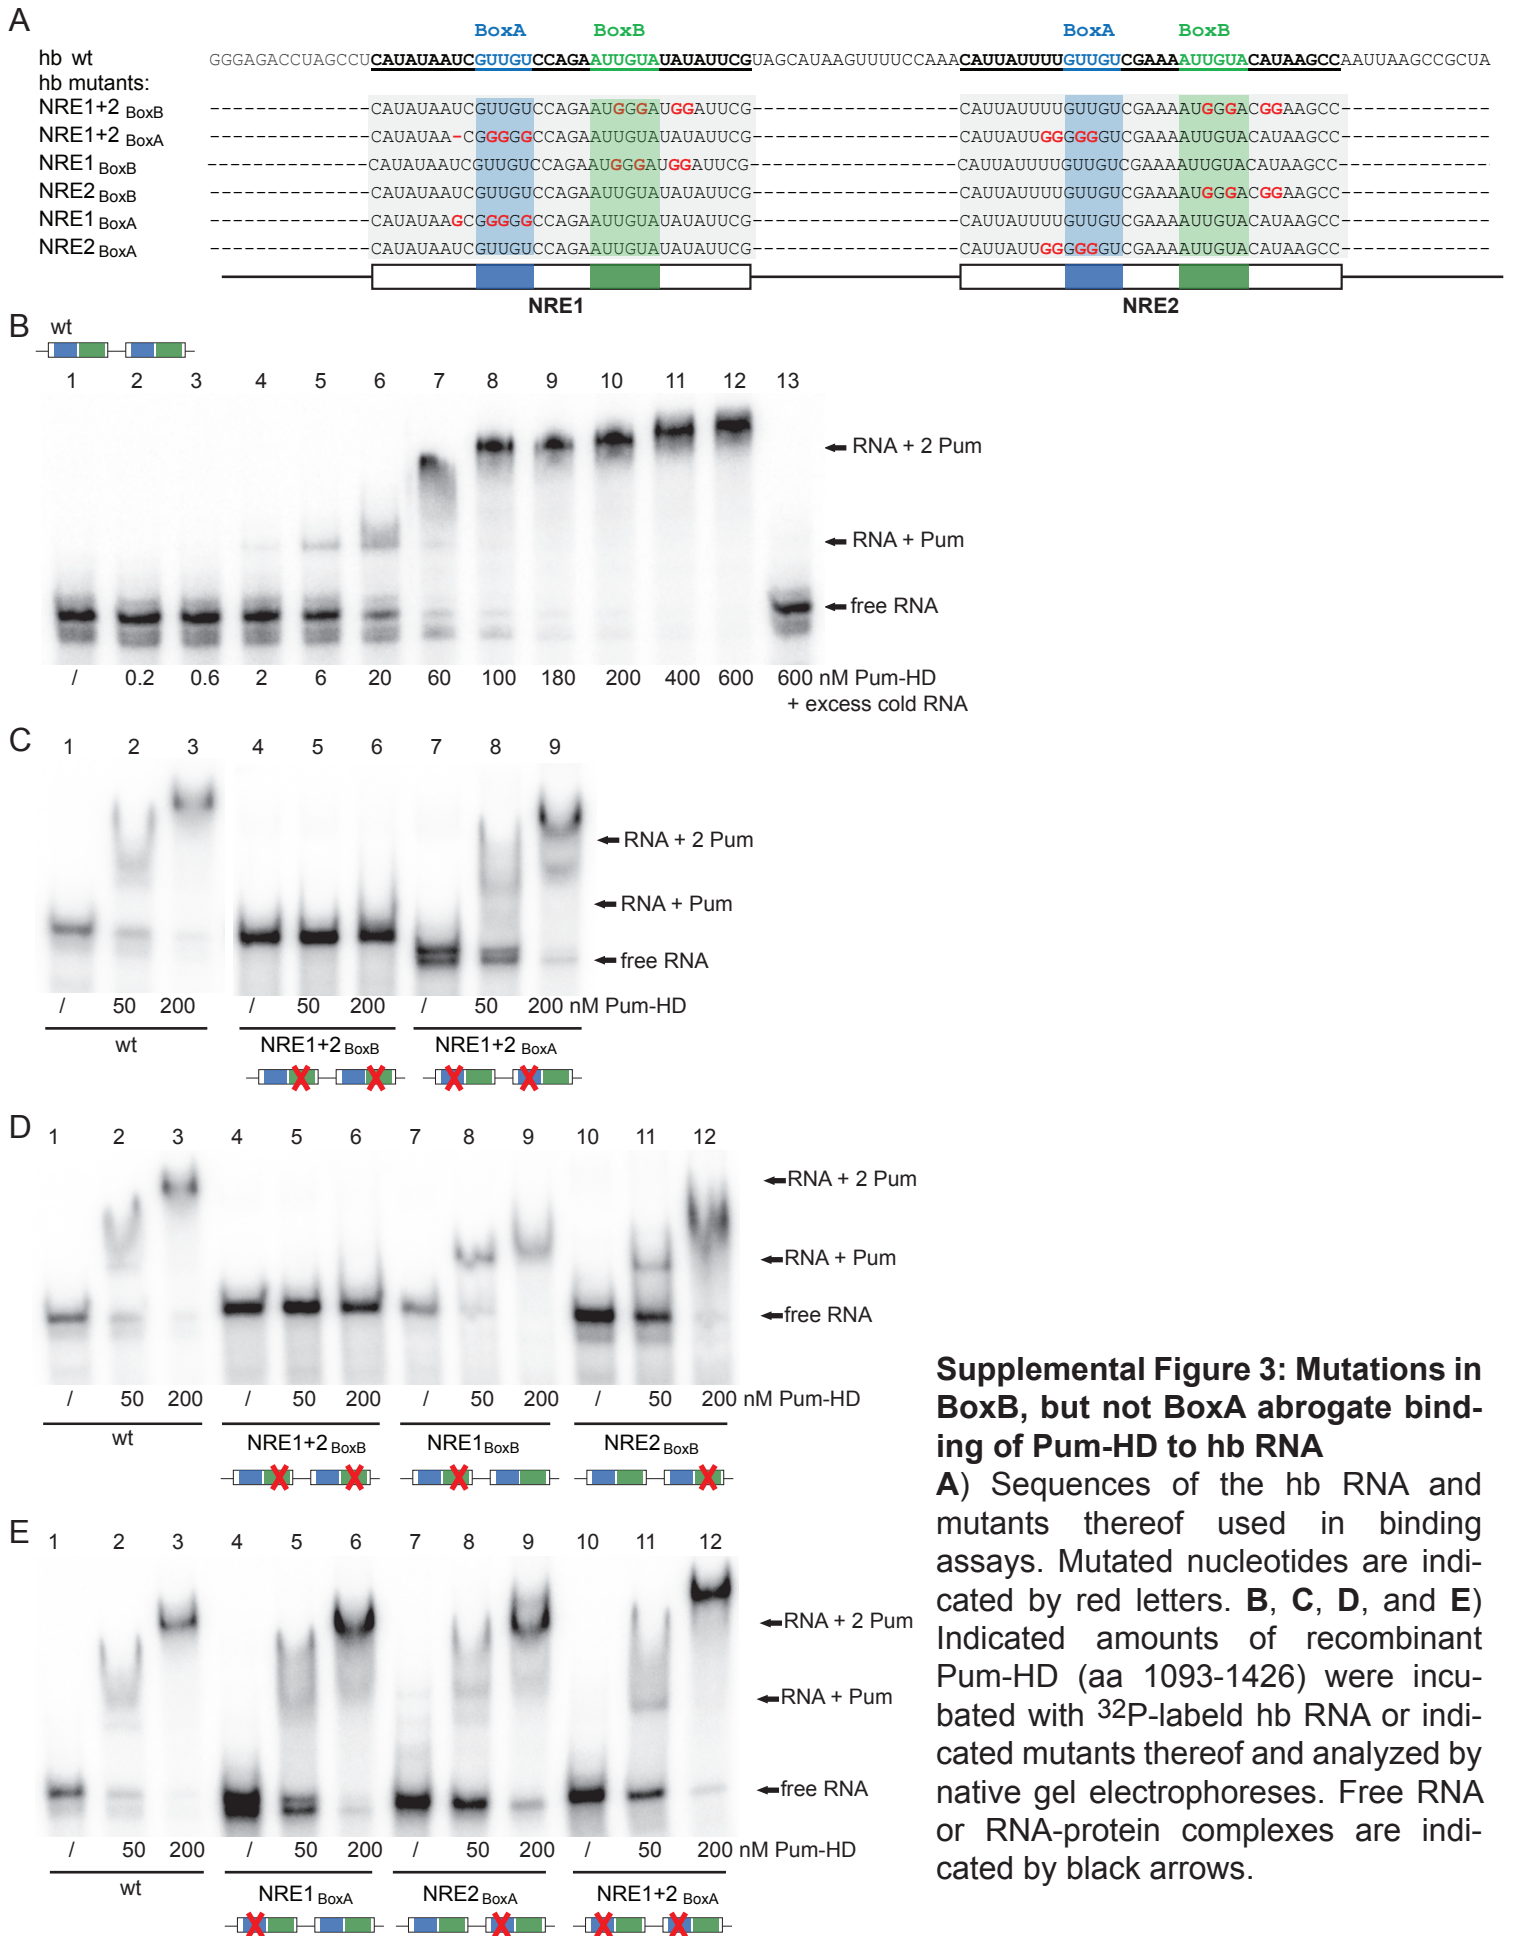 A
BoxA BoxB BoxA BoxB
hb wt GGGAGACCUAGCCUCAUAUAAUCGUUGUCCAGAAUUGUAUAUAUUCGUAGCAUAAGUUUUCCAAACAUUAUUUUGUUGUCGAAAAUUGUACAUAAGCCAAUUAAGCCGCUA
hb mutants:
NRE1+2 BoxB --------------CAUAUAAUCGUUGUCCAGAAUGGGAUGGAUUCG------------------CAUUAUUUUGUUGUCGAAAAUGGGACGGAAGCC-------------
NRE1+2 BoxA --------------CAUAUAA-CGGGGGCCAGAAUUGUAUAUAUUCG------------------CAUUAUUGGGGGUCGAAAAUUGUACAUAAGCC-------------
NRE1 BoxB --------------CAUAUAAUCGUUGUCCAGAAUGGGAUGGAUUCG------------------CAUUAUUUUGUUGUCGAAAAUUGUACAUAAGCC-------------
NRE2 BoxB --------------CAUAUAAUCGUUGUCCAGAAUUGUAUAUAUUCG------------------CAUUAUUUUGUUGUCGAAAAUGGGACGGAAGCC-------------
NRE1 BoxA --------------CAUAUAAGCGGGGGCCAGAAUUGUAUAUAUUCG------------------CAUUAUUUUGUUGUCGAAAAUUGUACAUAAGCC-------------
NRE2 BoxA --------------CAUAUAAUCGUUGUCCAGAAUUGUAUAUAUUCG------------------CAUUAUUGGGGGUCGAAAAUUGUACAUAAGCC-------------
NRE1 NRE2
B
wt
1 2 3 4 5 6 7 8 9 10 11 12 13
RNA + 2 Pum
RNA + Pum
free RNA
/ 0.2 0.6 2 6 20 60 100 180 200 400 600 600 nM Pum-HD
+ excess cold RNA
C
1 2 3 4 5 6 7 8 9
RNA + 2 Pum
RNA + Pum
free RNA
/ 50 200 / 50 200 / 50 200 nM Pum-HD
wt NRE1+2 BoxB NRE1+2 BoxA
D
1 2 3 4 5 6 7 8 9 10 11 12
RNA + 2 Pum
RNA + Pum
free RNA
/ 50 200 / 50 200 / 50 200 / 50 200 nM Pum-HD
wt NRE1+2 BoxB NRE1 BoxB NRE2 BoxB
E
1 2 3 4 5 6 7 8 9 10 11 12
RNA + 2 Pum
RNA + Pum
free RNA
/ 50 200 / 50 200 / 50 200 / 50 200 nM Pum-HD
wt NRE1 BoxA NRE2 BoxA NRE1+2 BoxA
Supplemental Figure 3: Mutations in
BoxB, but not BoxA abrogate bind-
ing of Pum-HD to hb RNA
A) Sequences of the hb RNA and
mutants thereof used in binding
assays. Mutated nucleotides are indi-
cated by red letters. B, C, D, and E)
Indicated amounts of recombinant
Pum-HD (aa 1093-1426) were incu-
bated with 32P-labeld hb RNA or indi-
cated mutants thereof and analyzed by
native gel electrophoreses. Free RNA
or RNA-protein complexes are indi-
cated by black arrows.